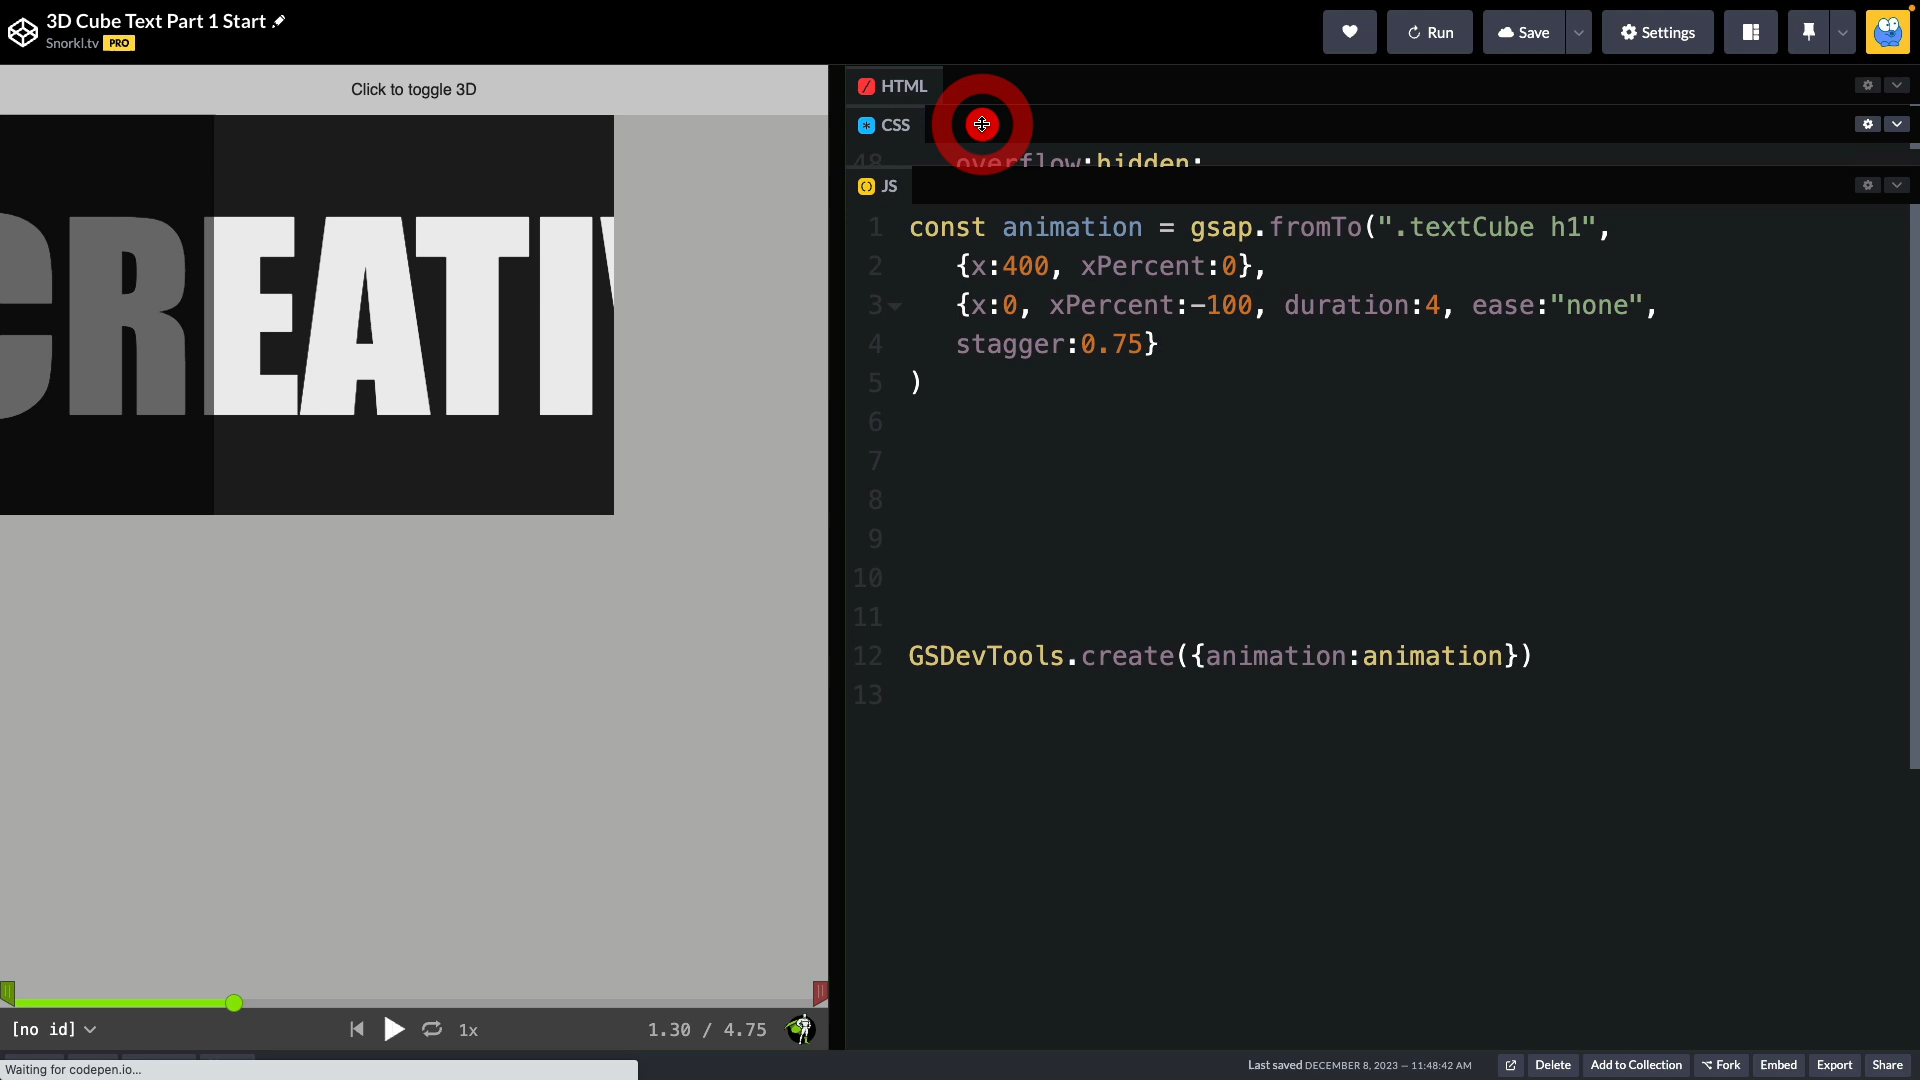 3D Cube Text Part 1 Start
Snorkl.tv PRO
Run
Save
Settings
Click to toggle 3D
CREATIV
[no id]
1x
1.30 / 4.75
Waiting for codepen.io...
HTML
CSS
48 overflow:hidden;
JS
1 const animation = gsap.fromTo(".textCube h1",
2 {x:400, xPercent:0},
3 {x:0, xPercent:-100, duration:4, ease:"none",
4 stagger:0.75}
5 )
6
7
8
9
10
11
12 GSDevTools.create({animation:animation})
13
Last saved DECEMBER 8, 2023 — 11:48:42 AM
Delete
Add to Collection
Fork
Embed
Export
Share